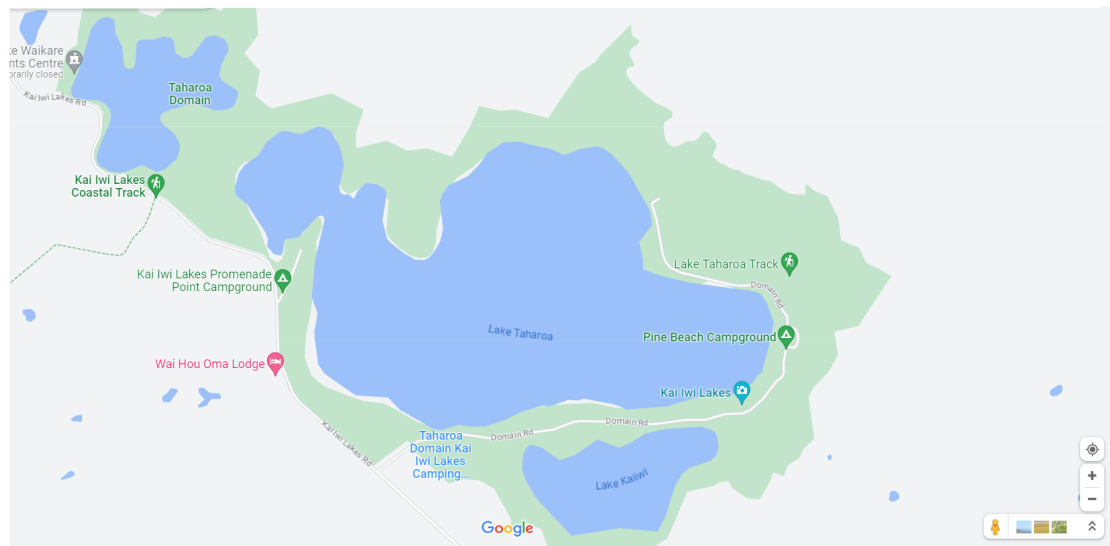 ke Waikare
nts Centre
orarily closed
Kai Iwi Lakes Rd
Taharoa
Domain
Kai Iwi Lakes
Coastal Track
Kai Iwi Lakes Promenade
Point Campground
Lake Taharoa Track
Domain Rd
Lake Taharoa
Pine Beach Campground
Wai Hou Oma Lodge
Kai Iwi Lakes
Kai Iwi Lakes Rd
Domain Rd
Domain Rd
Taharoa
Domain Kai
Iwi Lakes
Camping...
Lake Kaiiwi
Google